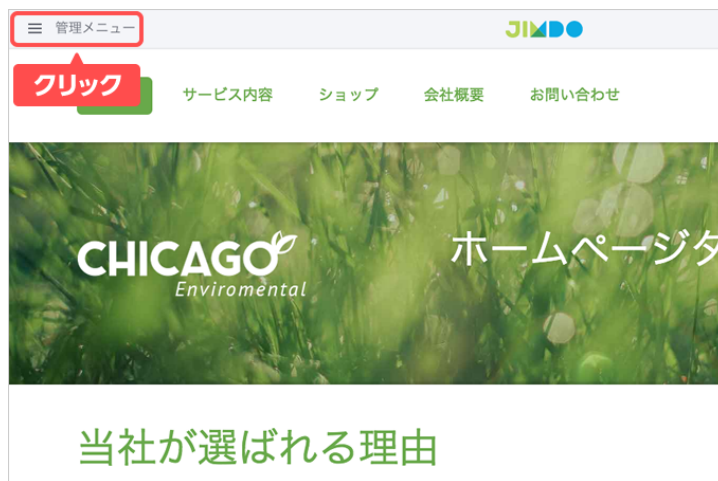 管理メニュー
JIMDO
クリック
サービス内容 ショップ 会社概要 お問い合わせ
CHICAGO
Enviromental
ホームページタ
当社が選ばれる理由